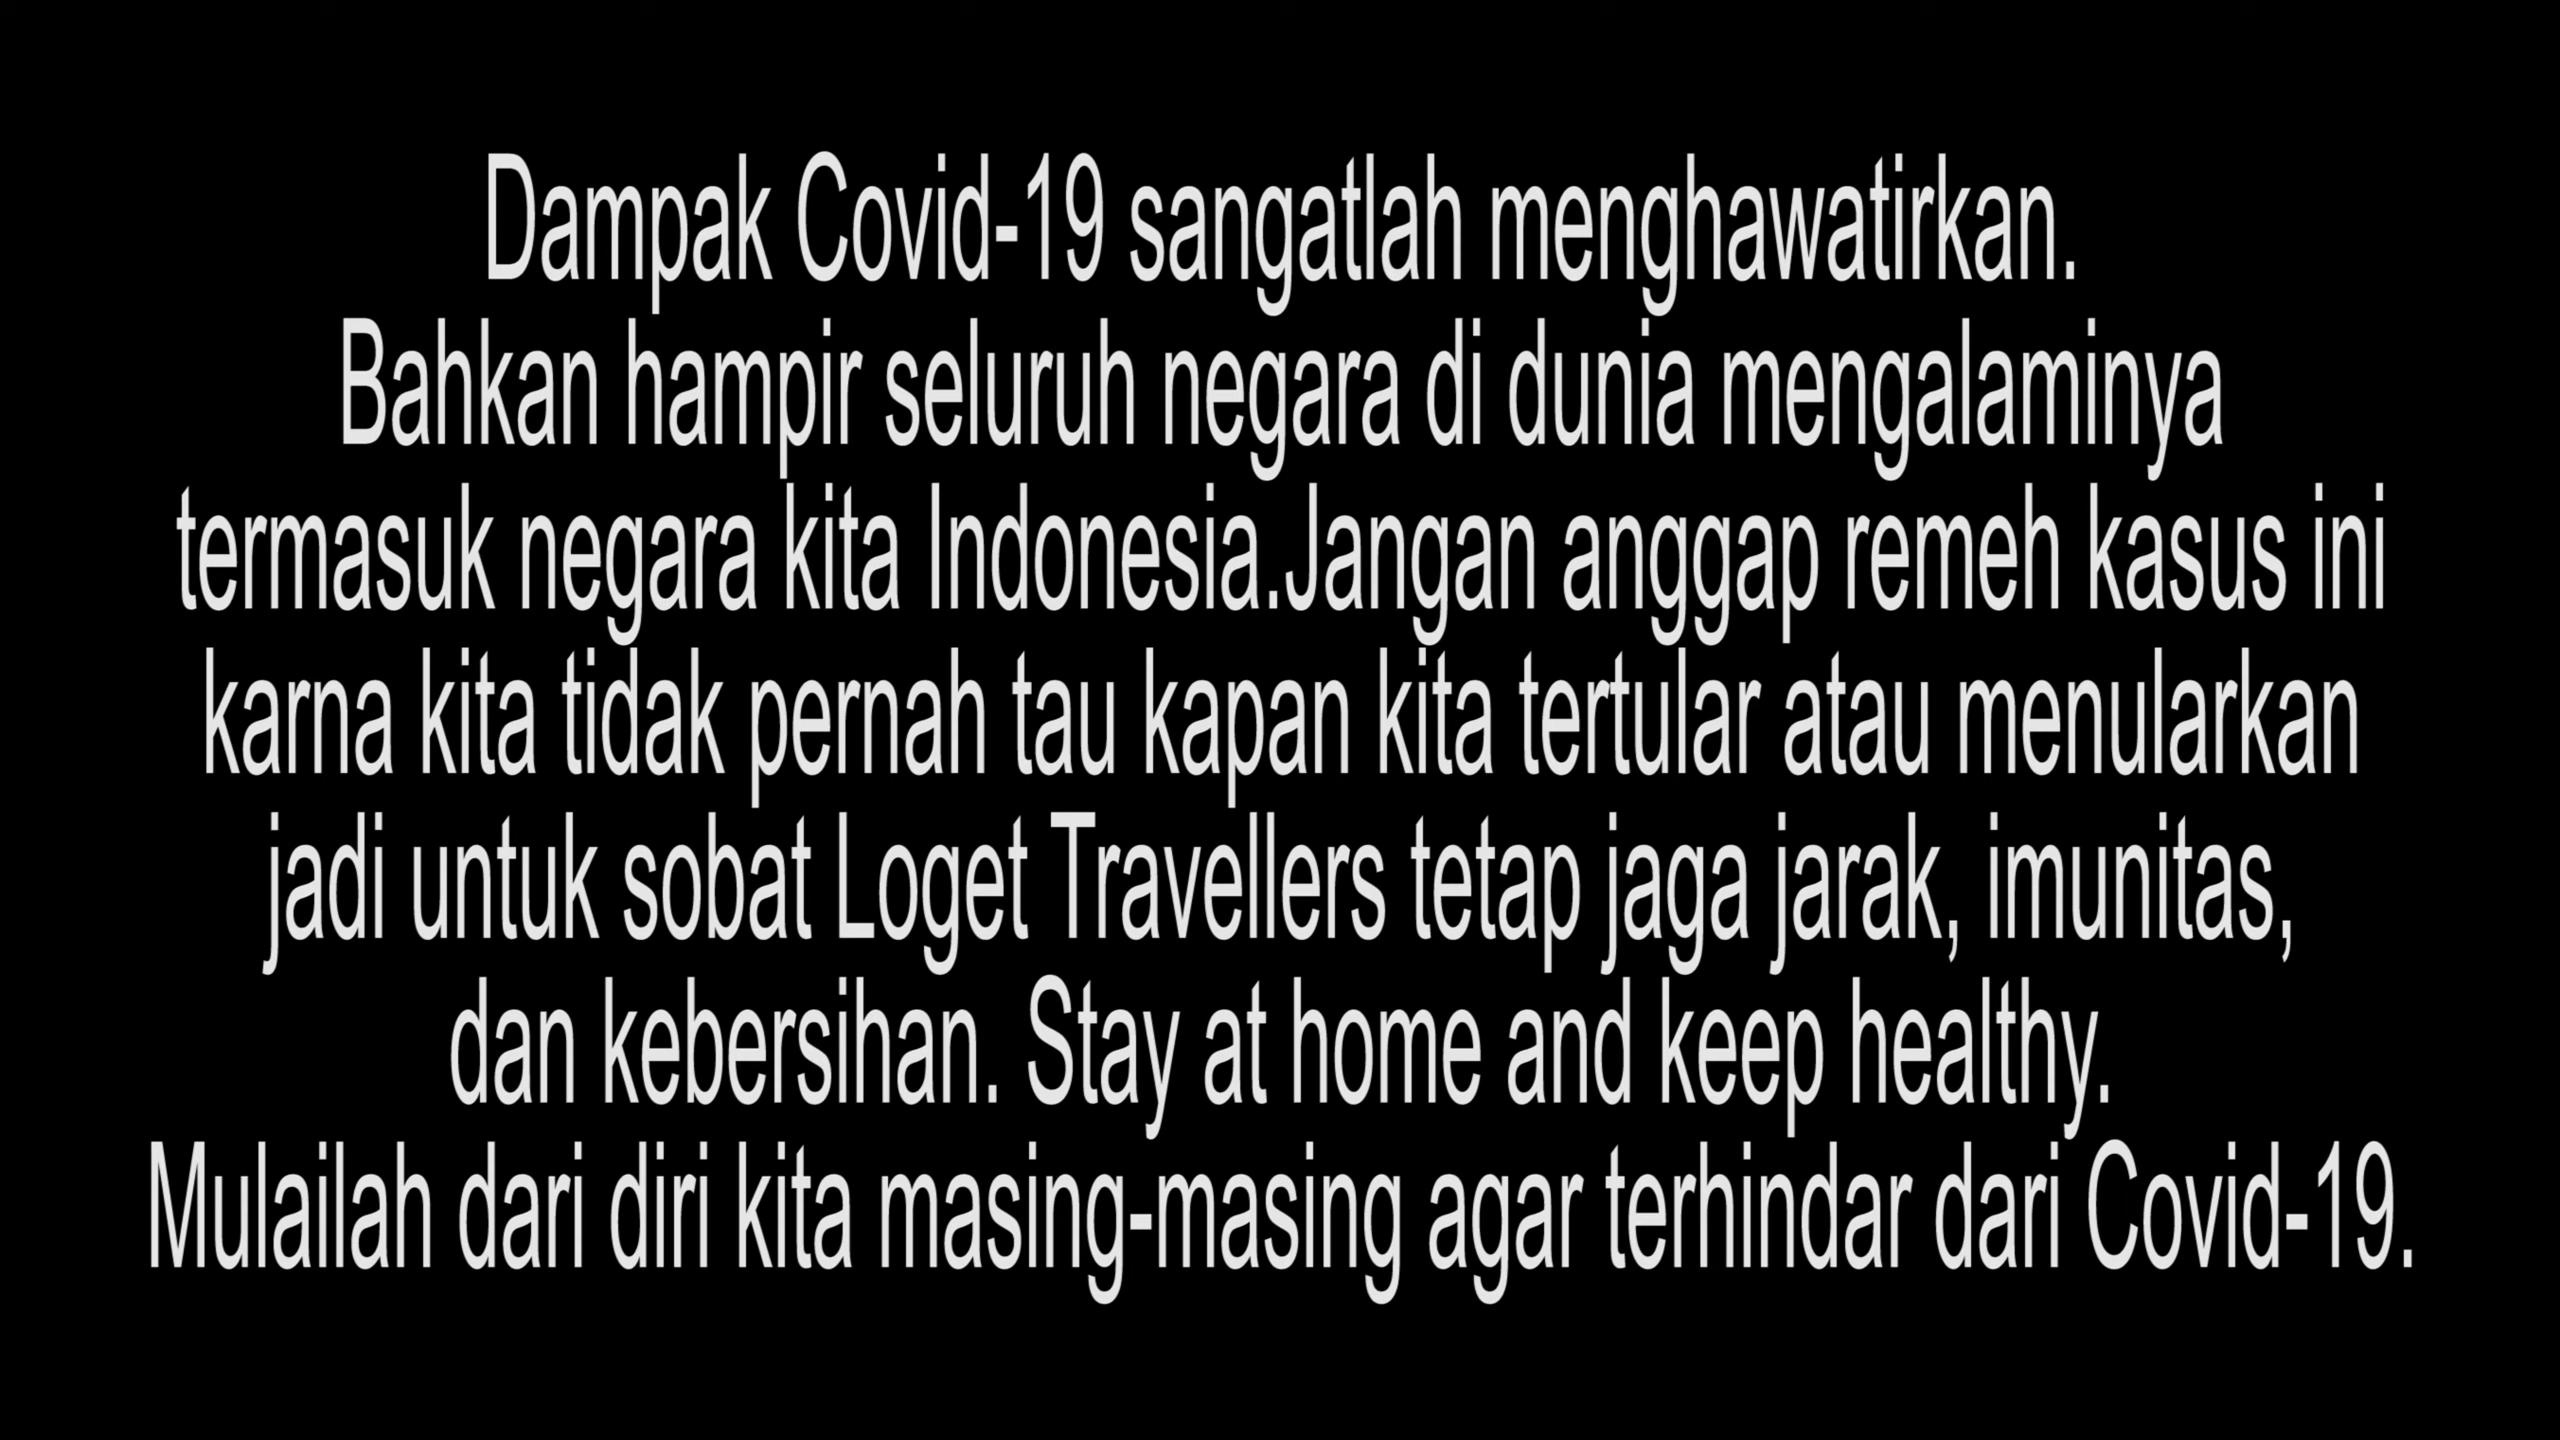 Dampak Covid-19 sangatlah menghawatirkan.
Bahkan hampir seluruh negara di dunia mengalaminya
termasuk negara kita Indonesia.Jangan anggap remeh kasus ini
karna kita tidak pernah tau kapan kita tertular atau menularkan
jadi untuk sobat Loget Travellers tetap jaga jarak, imunitas,
dan kebersihan. Stay at home and keep healthy.
Mulailah dari diri kita masing-masing agar terhindar dari Covid-19.